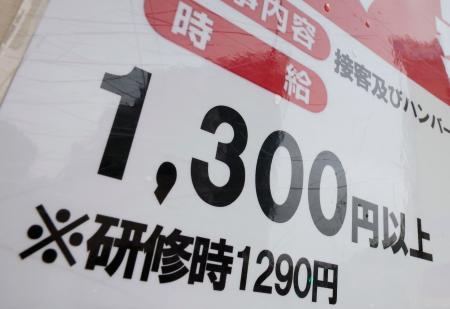 事内容
接客及びハンバー
時給
1,300円以上
※研修時1290円